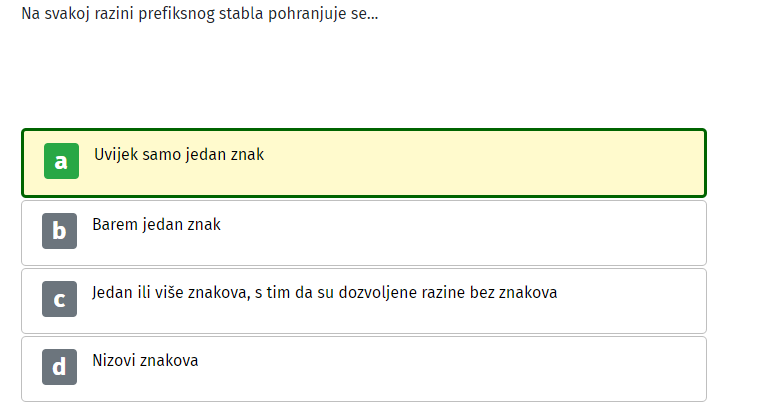 Na svakoj razini prefiksnog stabla pohranjuje se...
a Uvijek samo jedan znak
b Barem jedan znak
c Jedan ili više znakova, s tim da su dozvoljene razine bez znakova
d Nizovi znakova